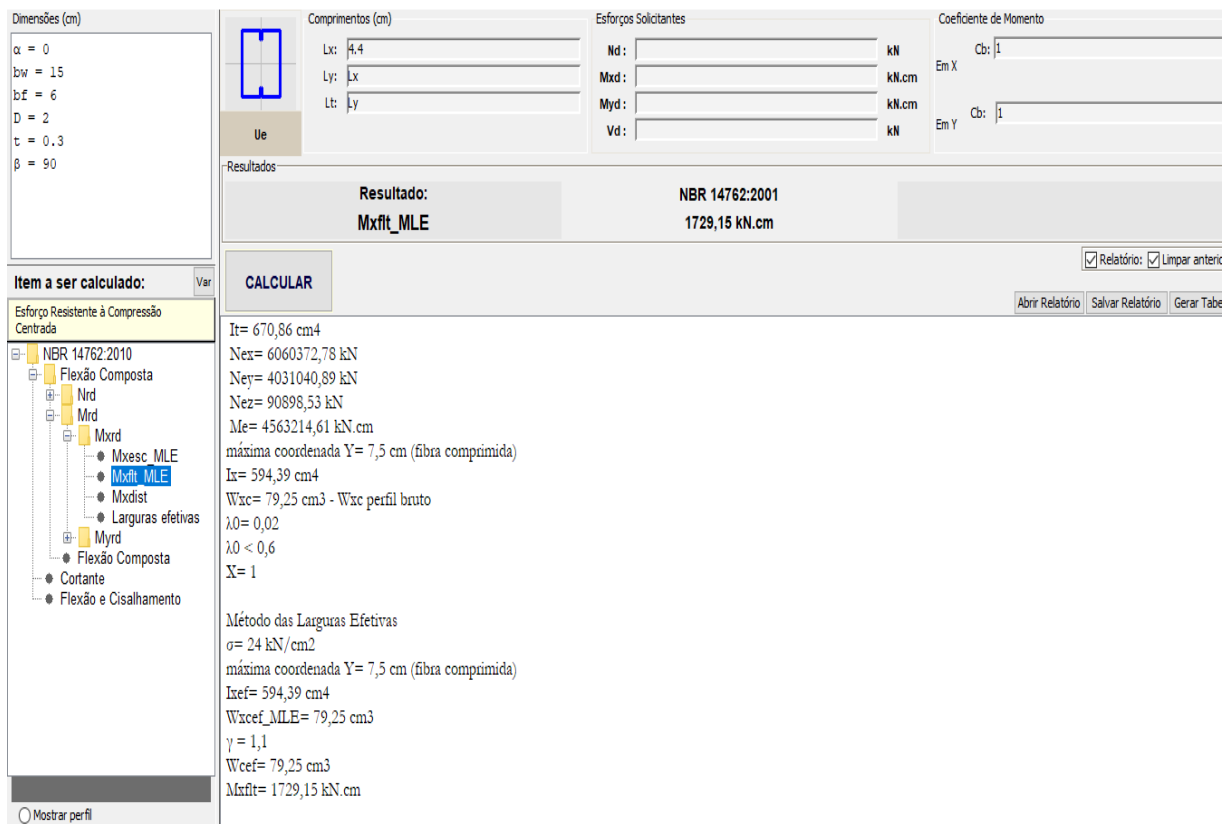 Dimensões (cm)
α = 0
bw = 15
bf = 6
D = 2
t = 0.3
β = 90
Ue
Comprimentos (cm)
Lx: 4.4
Ly: Lx
Lt: Ly
Esforços Solicitantes
Nd: kN
Mxd: kN.cm
Myd: kN.cm
Vd: kN
Coeficiente de Momento
Em X Cb: 1
Em Y Cb: 1
Resultados
Resultado: NBR 14762:2001
Mxflt_MLE 1729,15 kN.cm
Item a ser calculado: Var
Esforço Resistente à Compressão
Centrada
NBR 14762:2010
Flexão Composta
Nrd
Mrd
Mxrd
Mxesc_MLE
Mxflt_MLE
Mxdist
Larguras efetivas
Myrd
Flexão Composta
Cortante
Flexão e Cisalhamento
Mostrar perfil
CALCULAR
Relatório: Limpar anterio
Abrir Relatório Salvar Relatório Gerar Tabe
It= 670,86 cm4
Nex= 6060372,78 kN
Ney= 4031040,89 kN
Nez= 90898,53 kN
Me= 4563214,61 kN.cm
máxima coordenada Y= 7,5 cm (fibra comprimida)
Ix= 594,39 cm4
Wxc= 79,25 cm3 - Wxc perfil bruto
λ0= 0,02
λ0 < 0,6
X= 1
Método das Larguras Efetivas
σ= 24 kN/cm2
máxima coordenada Y= 7,5 cm (fibra comprimida)
Ixef= 594,39 cm4
Wxcef_MLE= 79,25 cm3
γ = 1,1
Wcef= 79,25 cm3
Mxflt= 1729,15 kN.cm